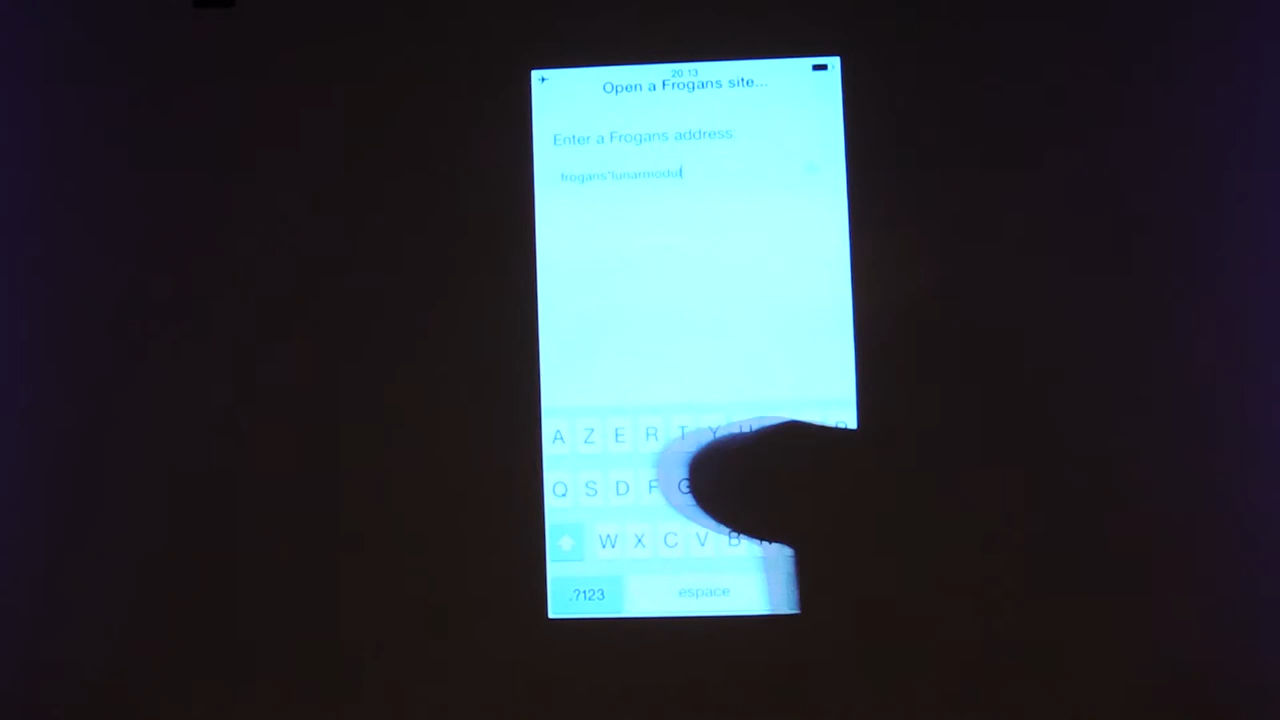 20 13
Open a Frogans site...
Enter a Frogans address:
frogans*lunarmodul
A Z E R T Y U
Q S D F G
W X C V B
.?123 espace